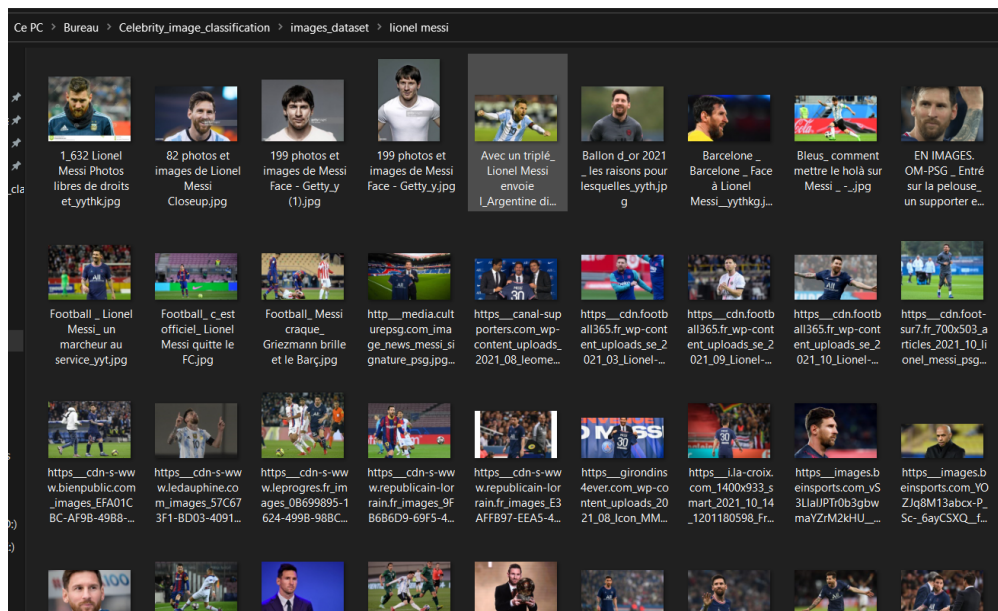 Ce PC > Bureau > Celebrity_image_classification > images_dataset > lionel messi
1_632 Lionel
Messi Photos
libres de droits
et_yythk.jpg
82 photos et
images de Lionel
Messi
Closeup.jpg
199 photos et
images de Messi
Face - Getty_y
(1).jpg
199 photos et
images de Messi
Face - Getty_y.jpg
Avec un triplé_
Lionel Messi
envoie
l_Argentine di...
Ballon d_or 2021
_ les raisons pour
lesquelles_yyth.jp
g
Barcelone _
Barcelone _ Face
à Lionel
Messi__yythkg.j...
Bleus_ comment
mettre le holà sur
Messi _ -_.jpg
EN IMAGES.
OM-PSG _ Entré
sur la pelouse_
un supporter e...
_cla
Football _ Lionel
Messi_ un
marcheur au
service_yyt.jpg
Football_ c_est
officiel_ Lionel
Messi quitte le
FC.jpg
Football_ Messi
craque_
Griezmann brille
et le Barç.jpg
http___media.cult
urepsg.com_ima
ge_news_messi_si
gnature_psg.jpg...
https__canal-sup
porters.com_wp-
content_uploads_
2021_08_leome...
https__cdn.footb
all365.fr_wp-cont
ent_uploads_se_2
021_03_Lionel-...
https__cdn.footb
all365.fr_wp-cont
ent_uploads_se_2
021_09_Lionel-...
https__cdn.footb
all365.fr_wp-cont
ent_uploads_se_2
021_10_Lionel-...
https__cdn.foot-
sur7.fr_700x503_a
rticles_2021_10_li
onel_messi_psg...
https__cdn-s-ww
w.bienpublic.com
_images_EFA01C
BC-AF9B-49B8-...
https__cdn-s-ww
w.ledauphine.co
m_images_57C67
3F1-BD03-4091...
https__cdn-s-ww
w.leprogres.fr_im
ages_0B699895-1
624-499B-98BC...
https__cdn-s-ww
w.republicain-lor
rain.fr_images_9F
B6B6D9-69F5-4...
https__cdn-s-ww
w.republicain-lor
rain.fr_images_E3
AFFB97-EEA5-4...
https__girondins
4ever.com_wp-co
ntent_uploads_20
21_08_Icon_MM...
https__i.la-croix.
com_1400x933_s
mart_2021_10_14
_1201180598_Fr...
https__images.b
einsports.com_vS
3LlaUPTr0b3gbw
maYZrM2kHU__...
https__images.b
einsports.com_YO
ZJq8M13abcx-P_
Sc-_6ayCSXQ__f...